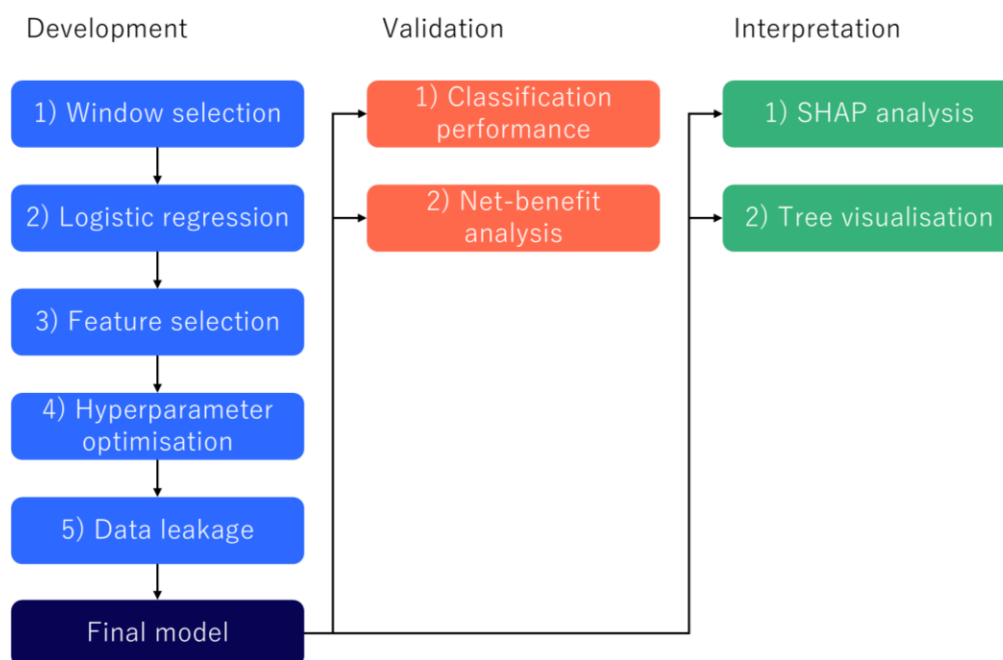 Development
1) Window selection
2) Logistic regression
3) Feature selection
4) Hyperparameter
optimisation
5) Data leakage
Final model
Validation
1) Classification
performance
2) Net-benefit
analysis
Interpretation
1) SHAP analysis
2) Tree visualisation